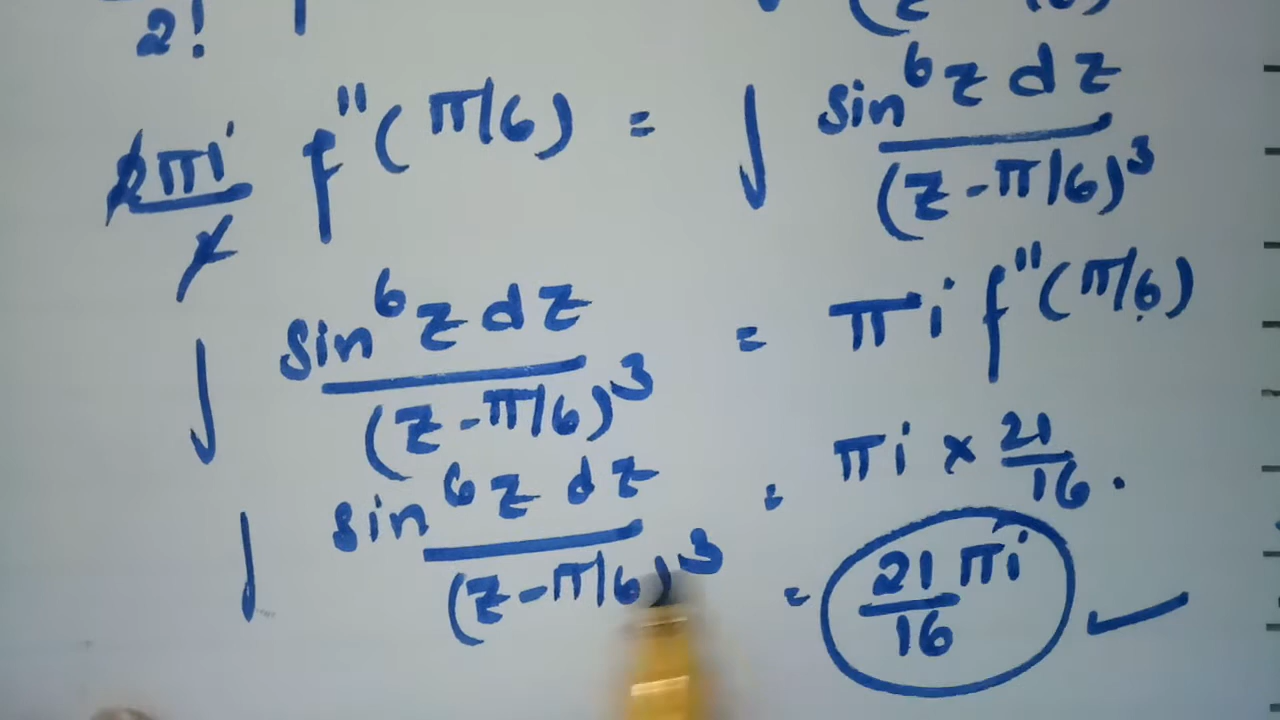 2!
2πi/2 f''(π/6) = ∫ sin⁶z dz / (z-π/6)³
∫ sin⁶z dz / (z-π/6)³ = πi f''(π/6)
= πi × 21/16.
∫ sin⁶z dz / (z-π/6)³ = 21/16 πi ✓